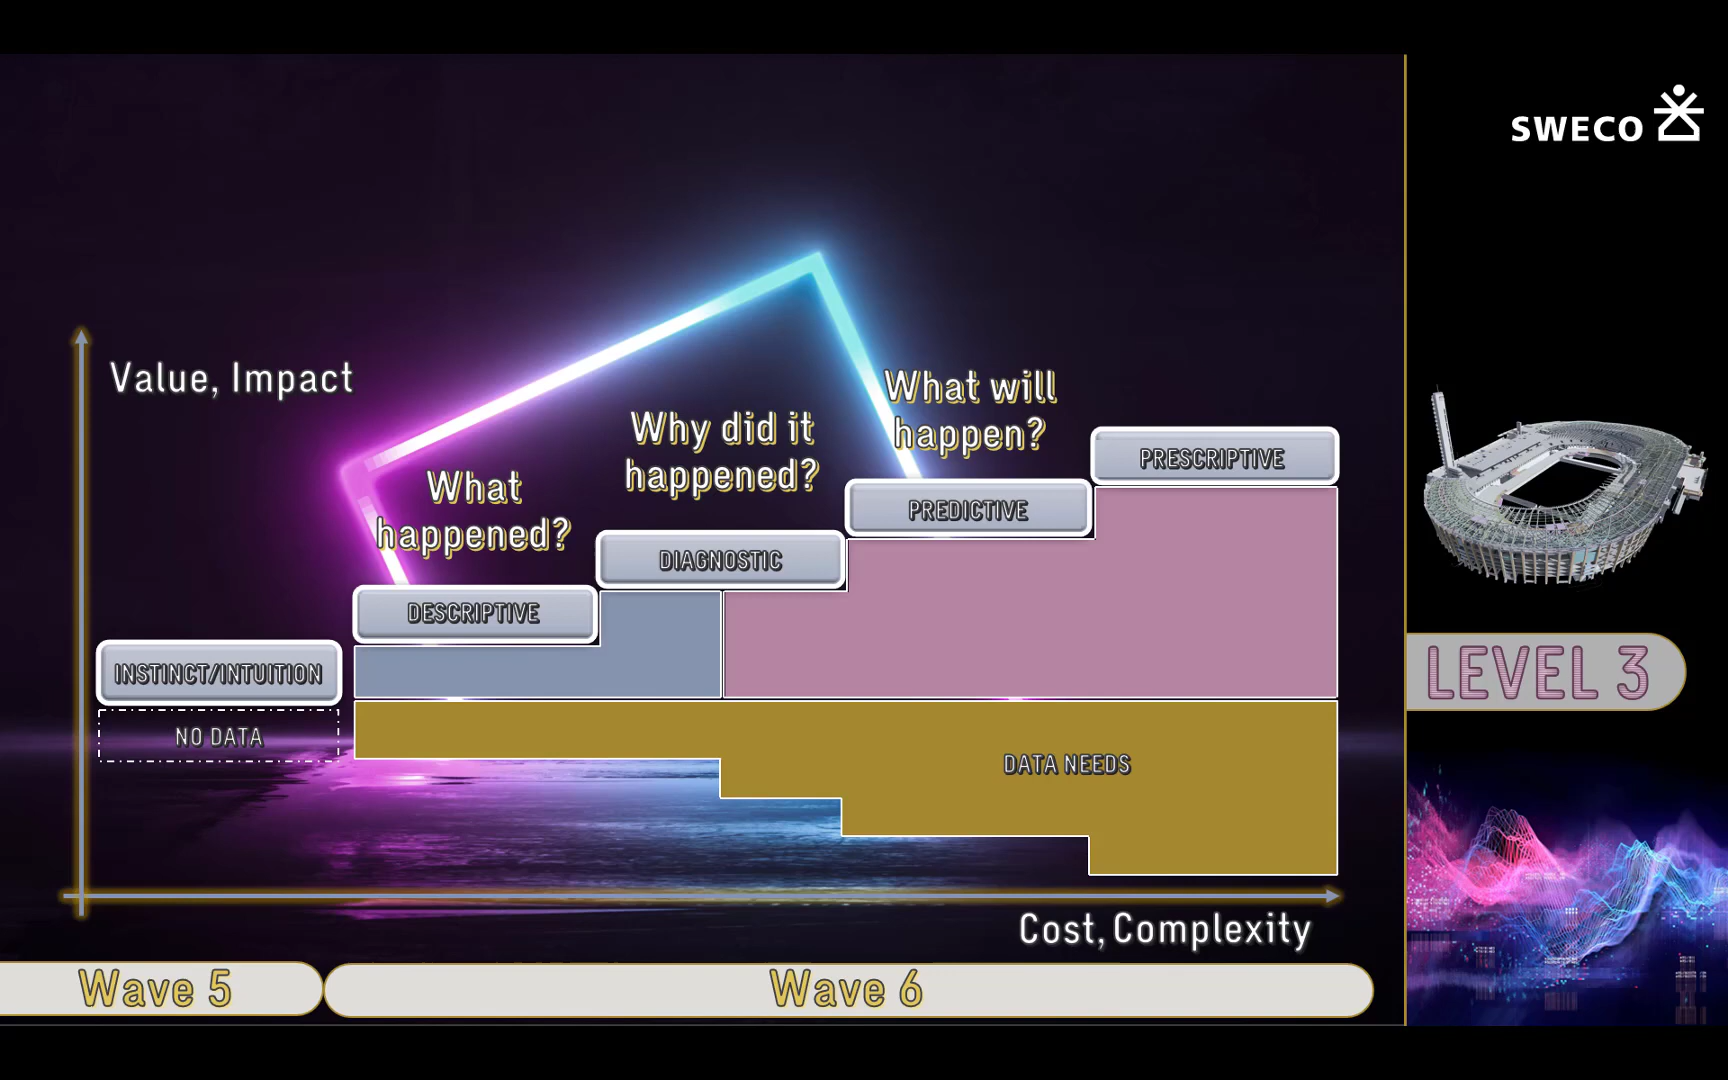 SWECO
Value, Impact
What will
happen?
Why did it
happened?
What
happened?
PRESCRIPTIVE
PREDICTIVE
DIAGNOSTIC
DESCRIPTIVE
INSTINCT/INTUITION
NO DATA
DATA NEEDS
LEVEL 3
Cost, Complexity
Wave 5
Wave 6